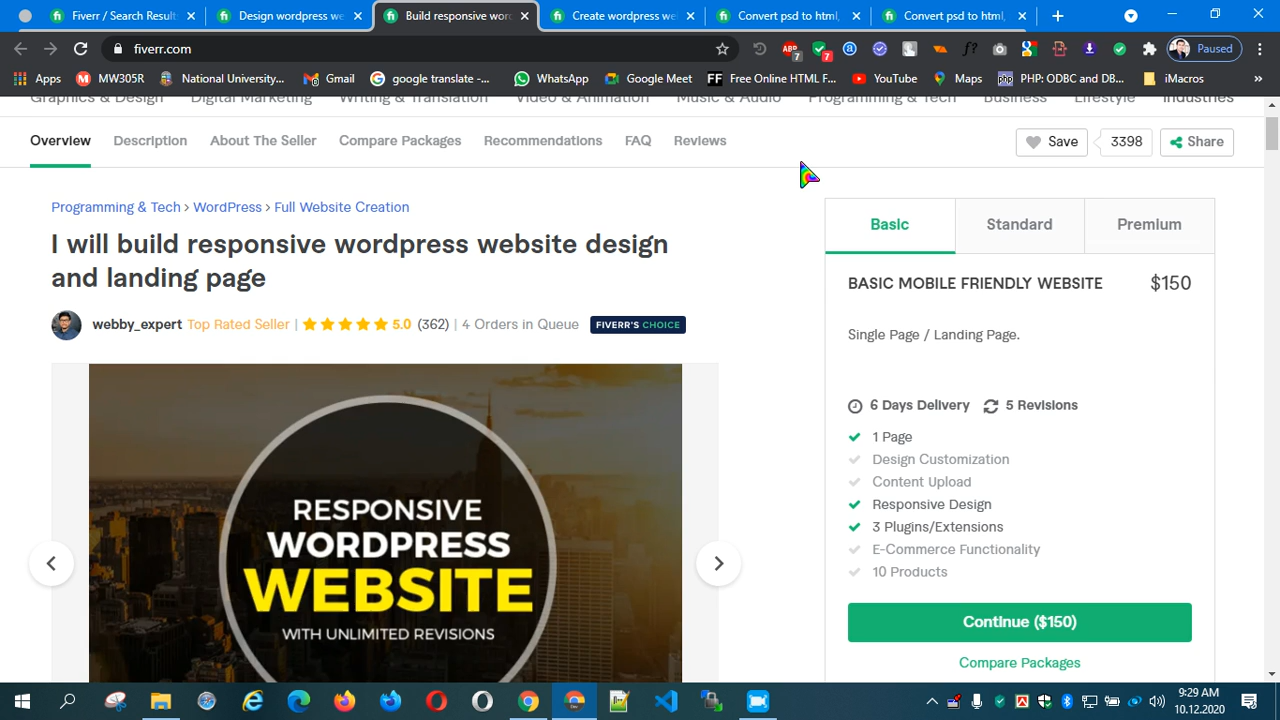 Fiverr / Search Result
Design wordpress we
Build responsive wor
Create wordpress we
Convert psd to html,
Convert psd to html,
fiverr.com
ABP
7
7
f?
Paused
Apps
MW305R
National University...
Gmail
google translate -...
WhatsApp
Google Meet
FF Free Online HTML F...
YouTube
Maps
php PHP: ODBC and DB...
iMacros
»
Graphics & Design
Digital Marketing
Writing & Translation
Video & Animation
Music & Audio
Programming & Tech
Business
Lifestyle
Industries
Overview
Description
About The Seller
Compare Packages
Recommendations
FAQ
Reviews
Save
3398
Share
Programming & Tech > WordPress > Full Website Creation
I will build responsive wordpress website design
and landing page
webby_expert Top Rated Seller | 5.0 (362) | 4 Orders in Queue FIVERR'S CHOICE
RESPONSIVE
WORDPRESS
WEBSITE
WITH UNLIMITED REVISIONS
Basic
Standard
Premium
BASIC MOBILE FRIENDLY WEBSITE $150
Single Page / Landing Page.
6 Days Delivery 5 Revisions
1 Page
Design Customization
Content Upload
Responsive Design
3 Plugins/Extensions
E-Commerce Functionality
10 Products
Continue ($150)
Compare Packages
9:29 AM
10.12.2020